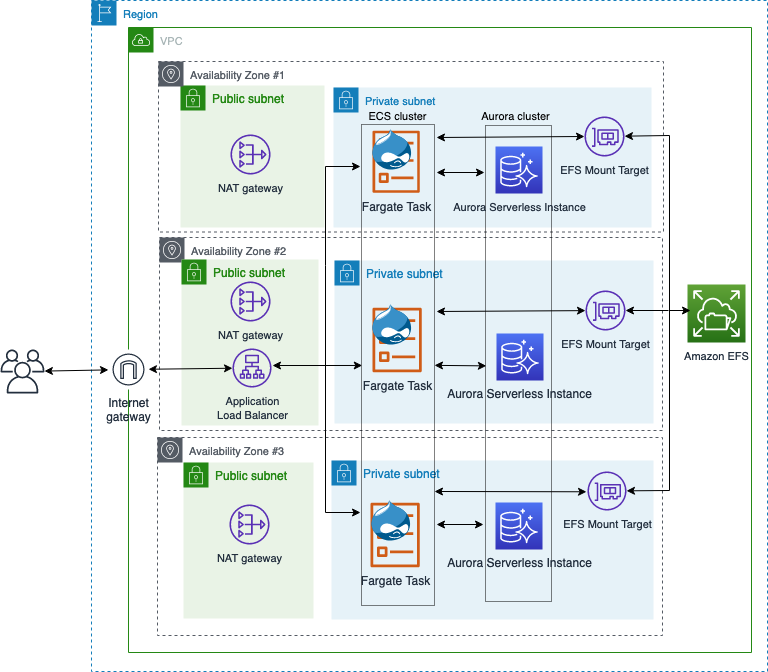 Region
VPC
Availability Zone #1
Public subnet
NAT gateway
Private subnet
ECS cluster
Aurora cluster
Fargate Task
Aurora Serverless Instance
EFS Mount Target
Availability Zone #2
Public subnet
NAT gateway
Application
Load Balancer
Private subnet
Fargate Task
Aurora Serverless Instance
EFS Mount Target
Amazon EFS
Internet
gateway
Availability Zone #3
Public subnet
NAT gateway
Private subnet
Fargate Task
Aurora Serverless Instance
EFS Mount Target